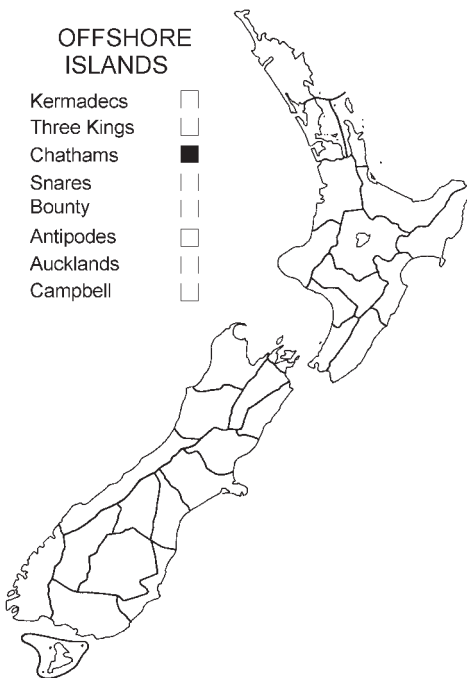 OFFSHORE
ISLANDS
Kermadecs
Three Kings
Chathams
Snares
Bounty
Antipodes
Aucklands
Campbell